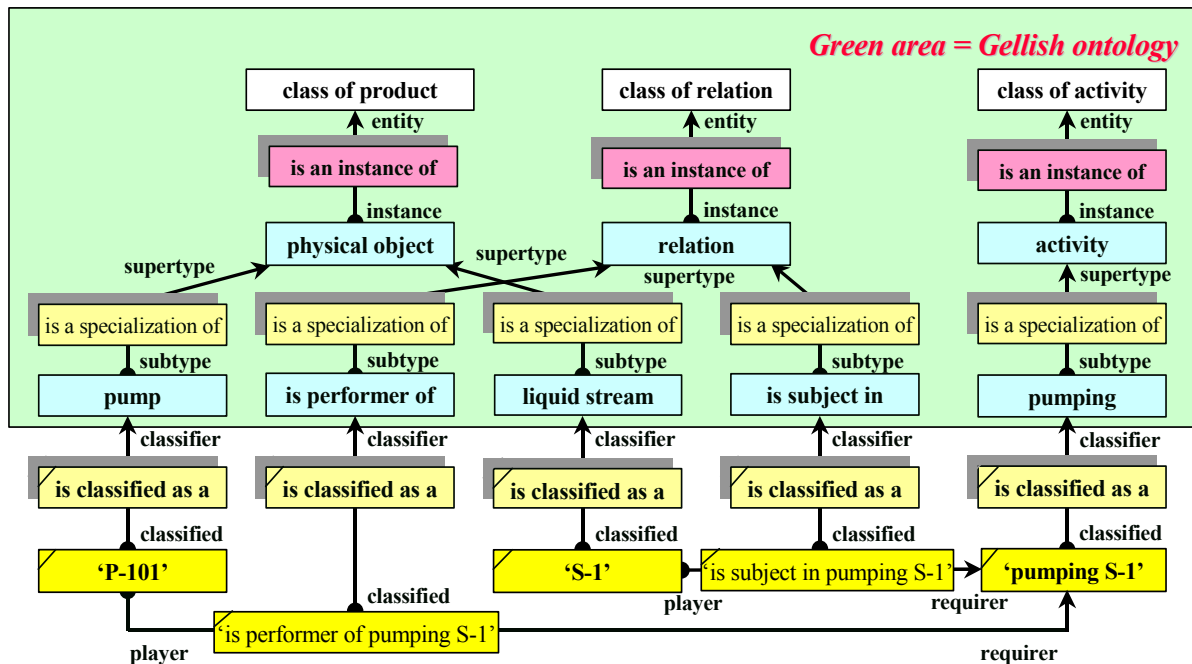 Green area = Gellish ontology
class of product
class of relation
class of activity
entity
entity
entity
is an instance of
is an instance of
is an instance of
instance
instance
instance
physical object
relation
activity
supertype
supertype
supertype
supertype
is a specialization of
is a specialization of
is a specialization of
is a specialization of
is a specialization of
subtype
subtype
subtype
subtype
subtype
pump
is performer of
liquid stream
is subject in
pumping
classifier
classifier
classifier
classifier
classifier
is classified as a
is classified as a
is classified as a
is classified as a
is classified as a
classified
classified
classified
classified
‘P-101’
‘S-1’
‘is subject in pumping S-1’
‘pumping S-1’
classified
player
requirer
‘is performer of pumping S-1’
player
requirer